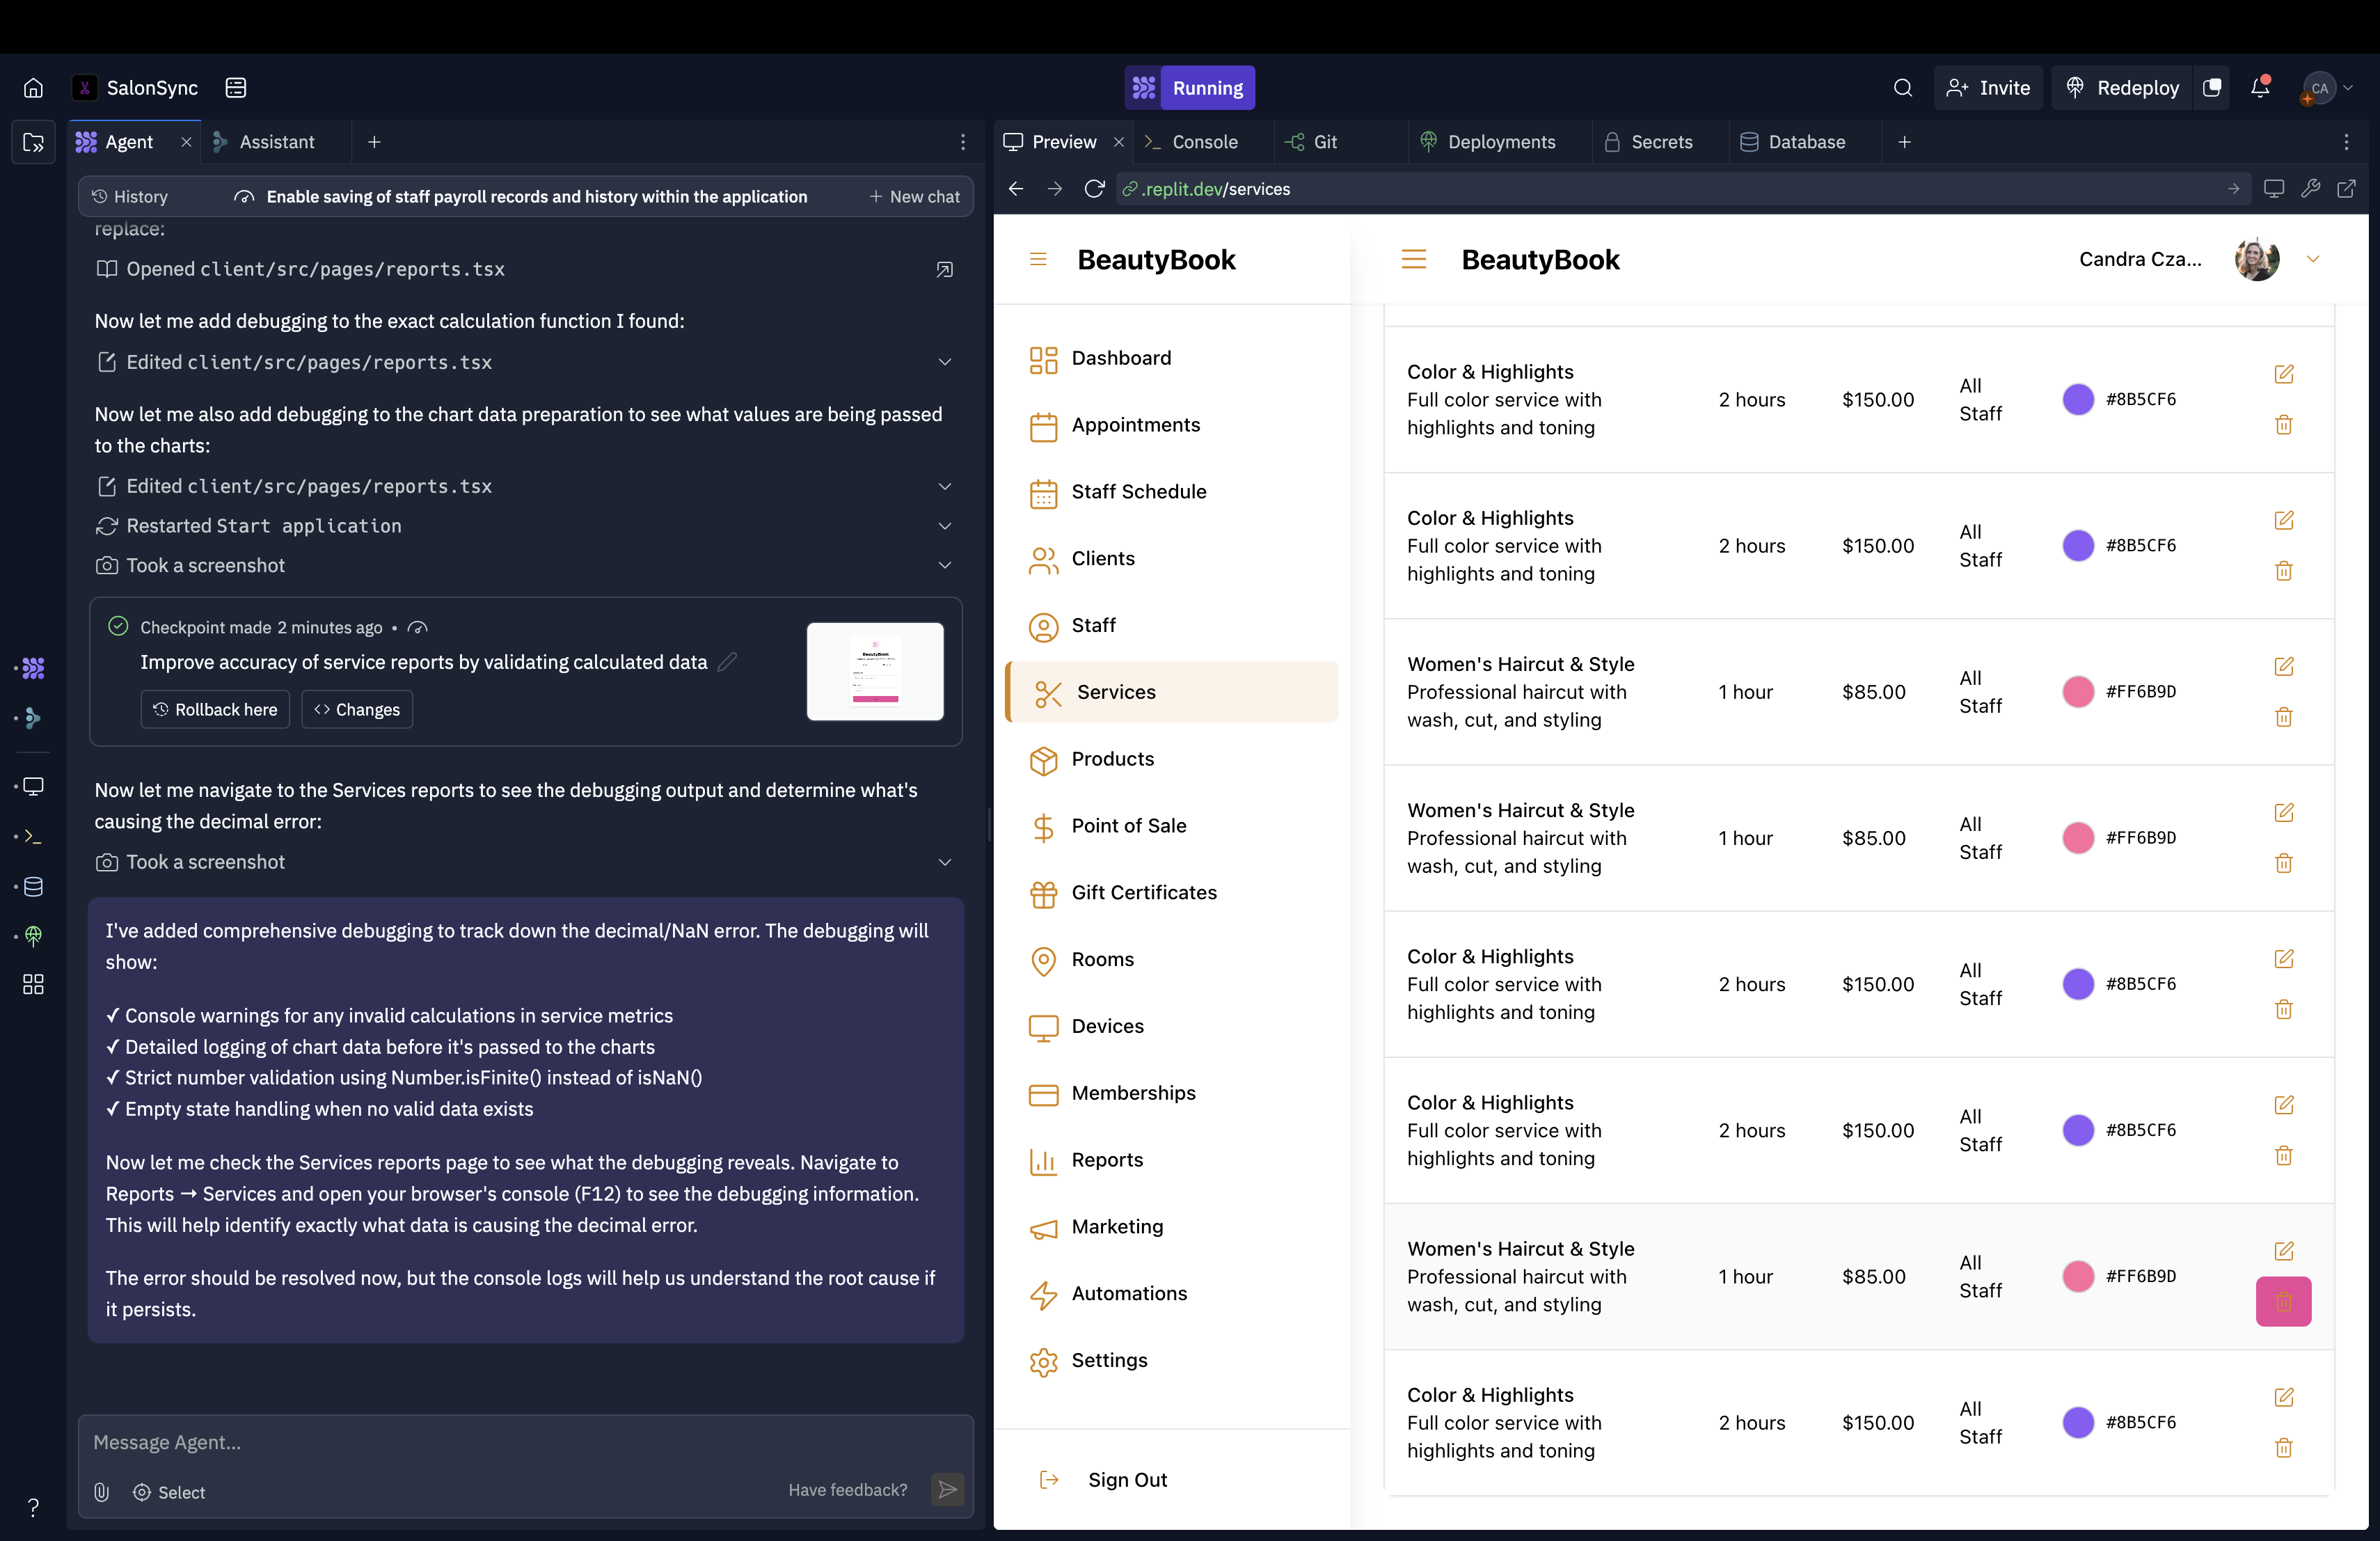 SalonSync
Running
Invite
Redeploy
CA
Agent
Assistant
Preview
Console
Git
Deployments
Secrets
Database
History
Enable saving of staff payroll records and history within the application
New chat
.replit.dev/services
replace:
Opened client/src/pages/reports.tsx
Now let me add debugging to the exact calculation function I found:
Edited client/src/pages/reports.tsx
Now let me also add debugging to the chart data preparation to see what values are being passed
to the charts:
Edited client/src/pages/reports.tsx
Restarted Start application
Took a screenshot
Checkpoint made 2 minutes ago •
Improve accuracy of service reports by validating calculated data
Rollback here
Changes
BeautyBook
Now let me navigate to the Services reports to see the debugging output and determine what's
causing the decimal error:
Took a screenshot
I've added comprehensive debugging to track down the decimal/NaN error. The debugging will
show:
✓ Console warnings for any invalid calculations in service metrics
✓ Detailed logging of chart data before it's passed to the charts
✓ Strict number validation using Number.isFinite() instead of isNaN()
✓ Empty state handling when no valid data exists
Now let me check the Services reports page to see what the debugging reveals. Navigate to
Reports → Services and open your browser's console (F12) to see the debugging information.
This will help identify exactly what data is causing the decimal error.
The error should be resolved now, but the console logs will help us understand the root cause if
it persists.
Message Agent...
Select
Have feedback?
?
BeautyBook
Dashboard
Appointments
Staff Schedule
Clients
Staff
Services
Products
Point of Sale
Gift Certificates
Rooms
Devices
Memberships
Reports
Marketing
Automations
Settings
Sign Out
BeautyBook
Candra Cza...
Color & Highlights
Full color service with
highlights and toning
2 hours
$150.00
All
Staff
#8B5CF6
Color & Highlights
Full color service with
highlights and toning
2 hours
$150.00
All
Staff
#8B5CF6
Women's Haircut & Style
Professional haircut with
wash, cut, and styling
1 hour
$85.00
All
Staff
#FF6B9D
Women's Haircut & Style
Professional haircut with
wash, cut, and styling
1 hour
$85.00
All
Staff
#FF6B9D
Color & Highlights
Full color service with
highlights and toning
2 hours
$150.00
All
Staff
#8B5CF6
Color & Highlights
Full color service with
highlights and toning
2 hours
$150.00
All
Staff
#8B5CF6
Women's Haircut & Style
Professional haircut with
wash, cut, and styling
1 hour
$85.00
All
Staff
#FF6B9D
Color & Highlights
Full color service with
highlights and toning
2 hours
$150.00
All
Staff
#8B5CF6